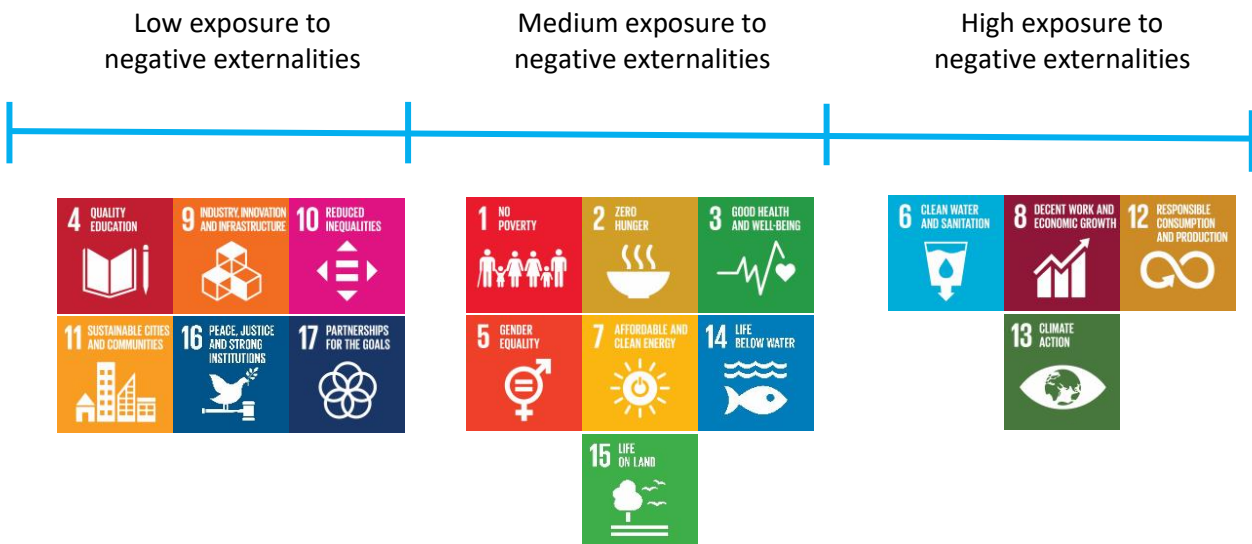 Low exposure to
negative externalities
Medium exposure to
negative externalities
High exposure to
negative externalities
4 QUALITY
EDUCATION
9 INDUSTRY, INNOVATION
AND INFRASTRUCTURE
10 REDUCED
INEQUALITIES
11 SUSTAINABLE CITIES
AND COMMUNITIES
16 PEACE, JUSTICE
AND STRONG
INSTITUTIONS
17 PARTNERSHIPS
FOR THE GOALS
1 NO
POVERTY
2 ZERO
HUNGER
3 GOOD HEALTH
AND WELL-BEING
5 GENDER
EQUALITY
7 AFFORDABLE AND
CLEAN ENERGY
14 LIFE
BELOW WATER
15 LIFE
ON LAND
6 CLEAN WATER
AND SANITATION
8 DECENT WORK AND
ECONOMIC GROWTH
12 RESPONSIBLE
CONSUMPTION
AND PRODUCTION
13 CLIMATE
ACTION